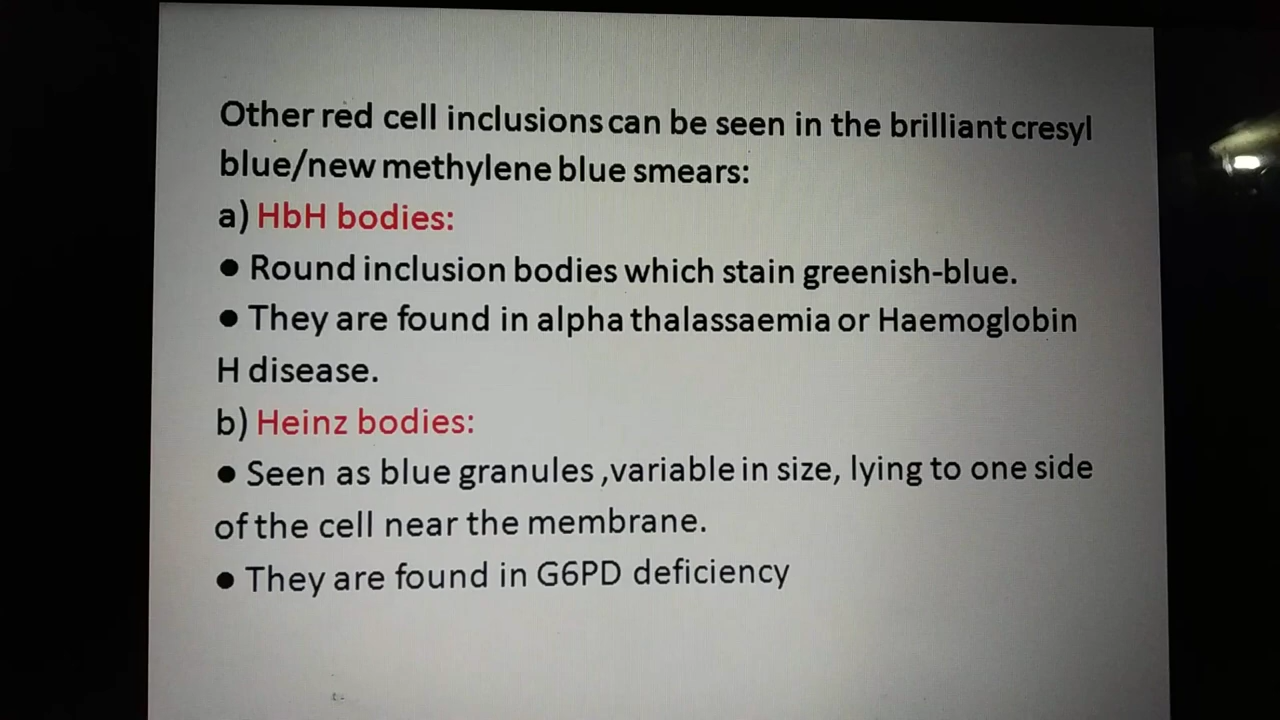 Other red cell inclusions can be seen in the brilliant cresyl
blue/new methylene blue smears:
a) HbH bodies:
● Round inclusion bodies which stain greenish-blue.
● They are found in alpha thalassaemia or Haemoglobin
H disease.
b) Heinz bodies:
● Seen as blue granules ,variable in size, lying to one side
of the cell near the membrane.
● They are found in G6PD deficiency